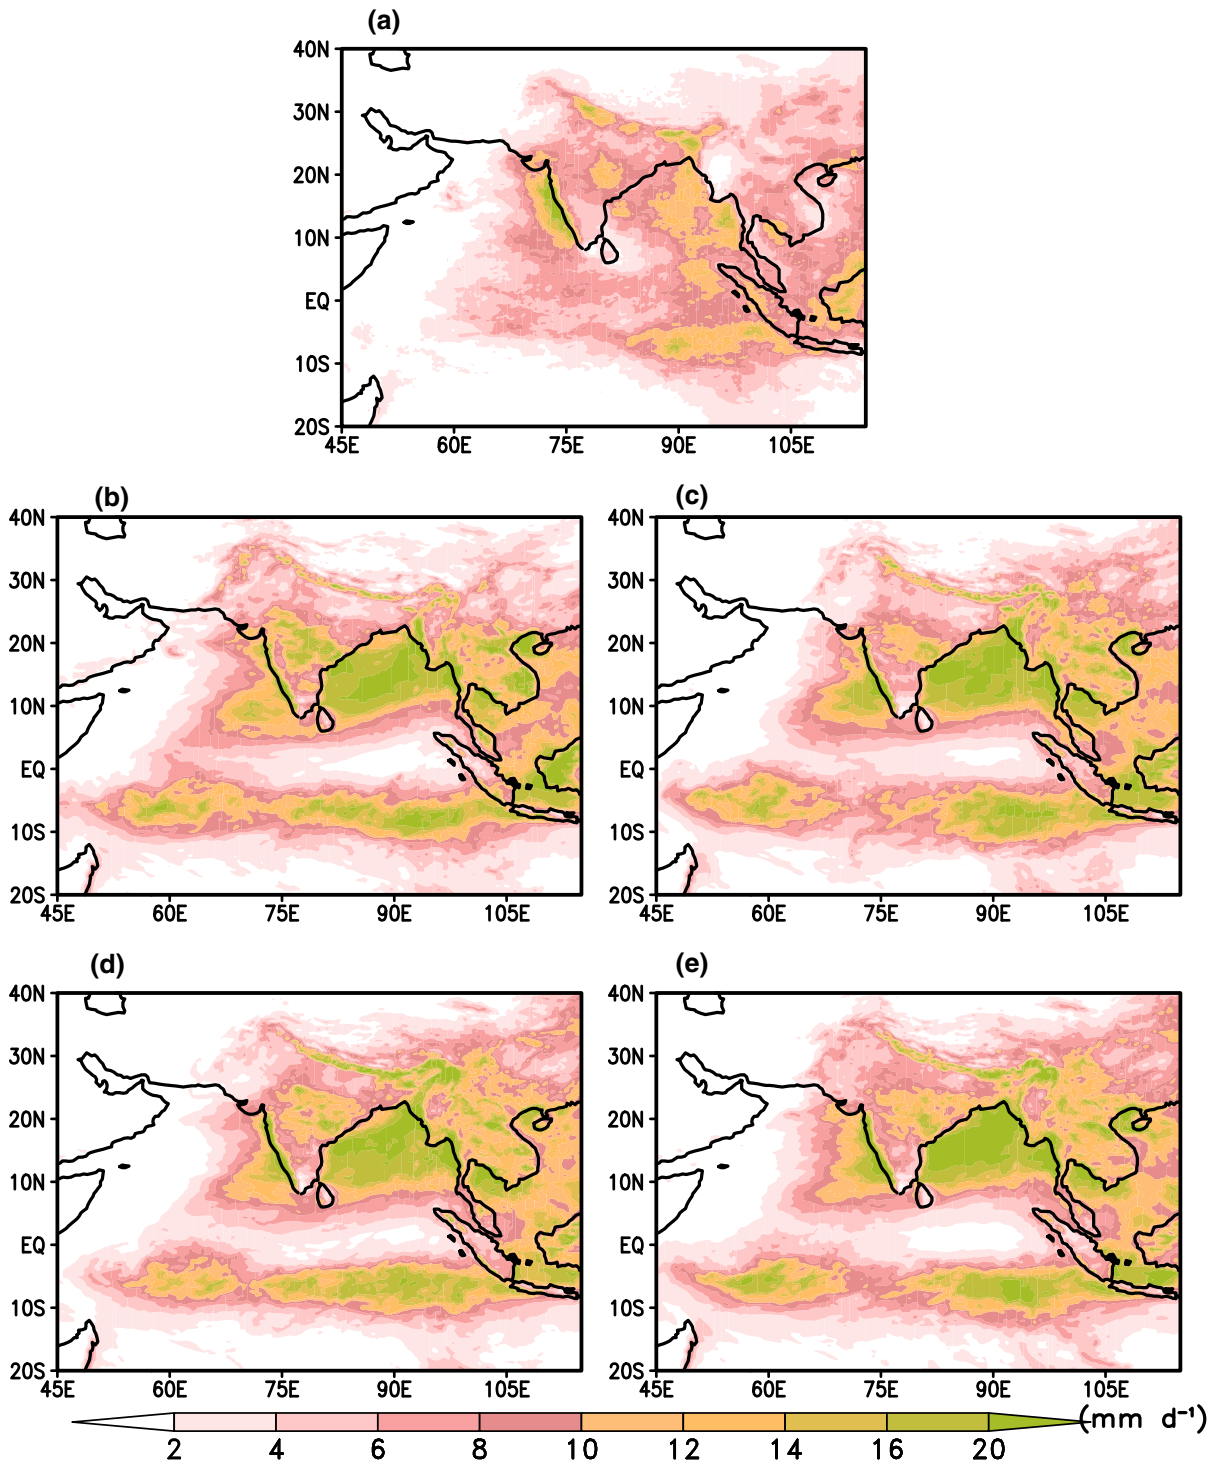 (a)
40N
30N
20N
10N
EQ
10S
20S
45E 60E 75E 90E 105E
(b) (c)
40N 40N
30N 30N
20N 20N
10N 10N
EQ EQ
10S 10S
20S 20S
45E 60E 75E 90E 105E 45E 60E 75E 90E 105E
(d) (e)
40N 40N
30N 30N
20N 20N
10N 10N
EQ EQ
10S 10S
20S 20S
45E 60E 75E 90E 105E 45E 60E 75E 90E 105E
(mm d⁻¹)
2 4 6 8 10 12 14 16 20